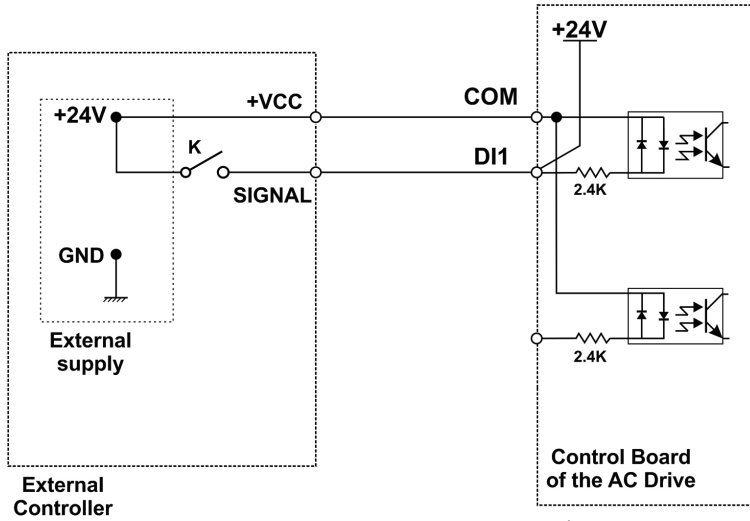 +24V
+VCC
COM
+24V
K
DI1
SIGNAL
2.4K
GND
External
supply
2.4K
Control Board
of the AC Drive
External
Controller